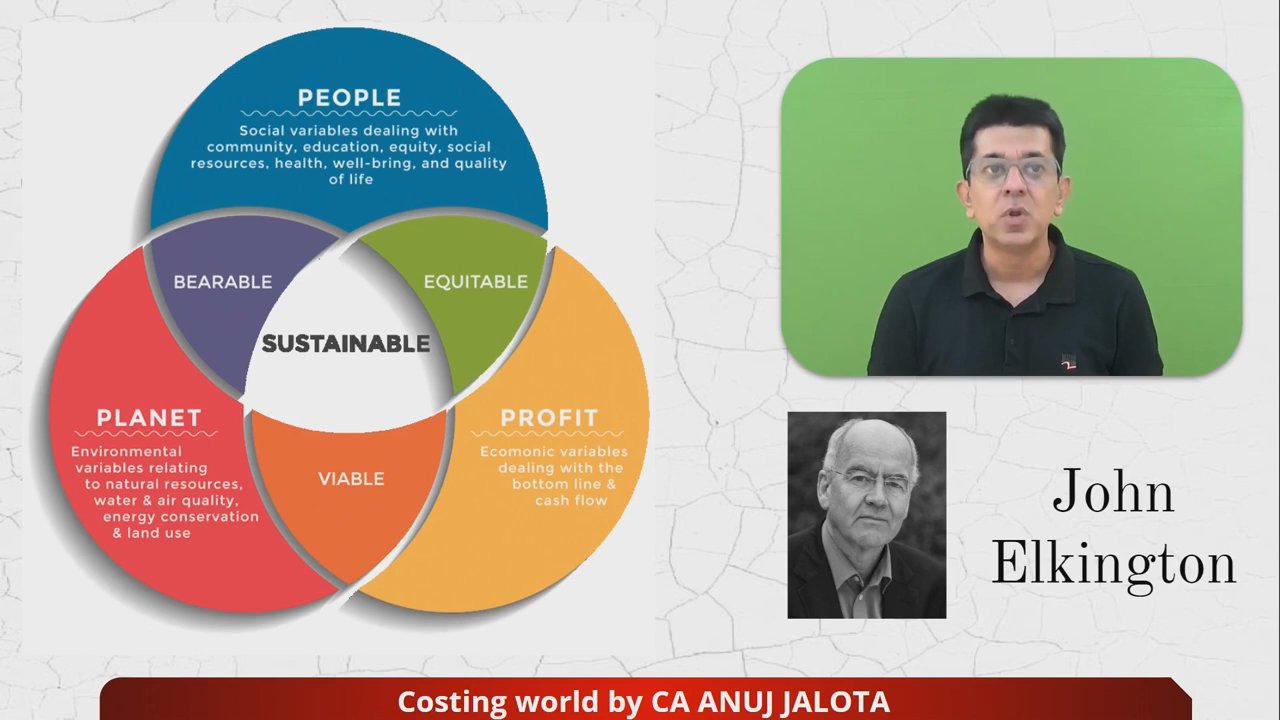 PEOPLE
Social variables dealing with
community, education, equity, social
resources, health, well-bring, and quality
of life
BEARABLE
EQUITABLE
SUSTAINABLE
PLANET
Environmental
variables relating
to natural resources,
water & air quality,
energy conservation
& land use
VIABLE
PROFIT
Ecomonic variables
dealing with the
bottom line &
cash flow
John
Elkington
Costing world by CA ANUJ JALOTA